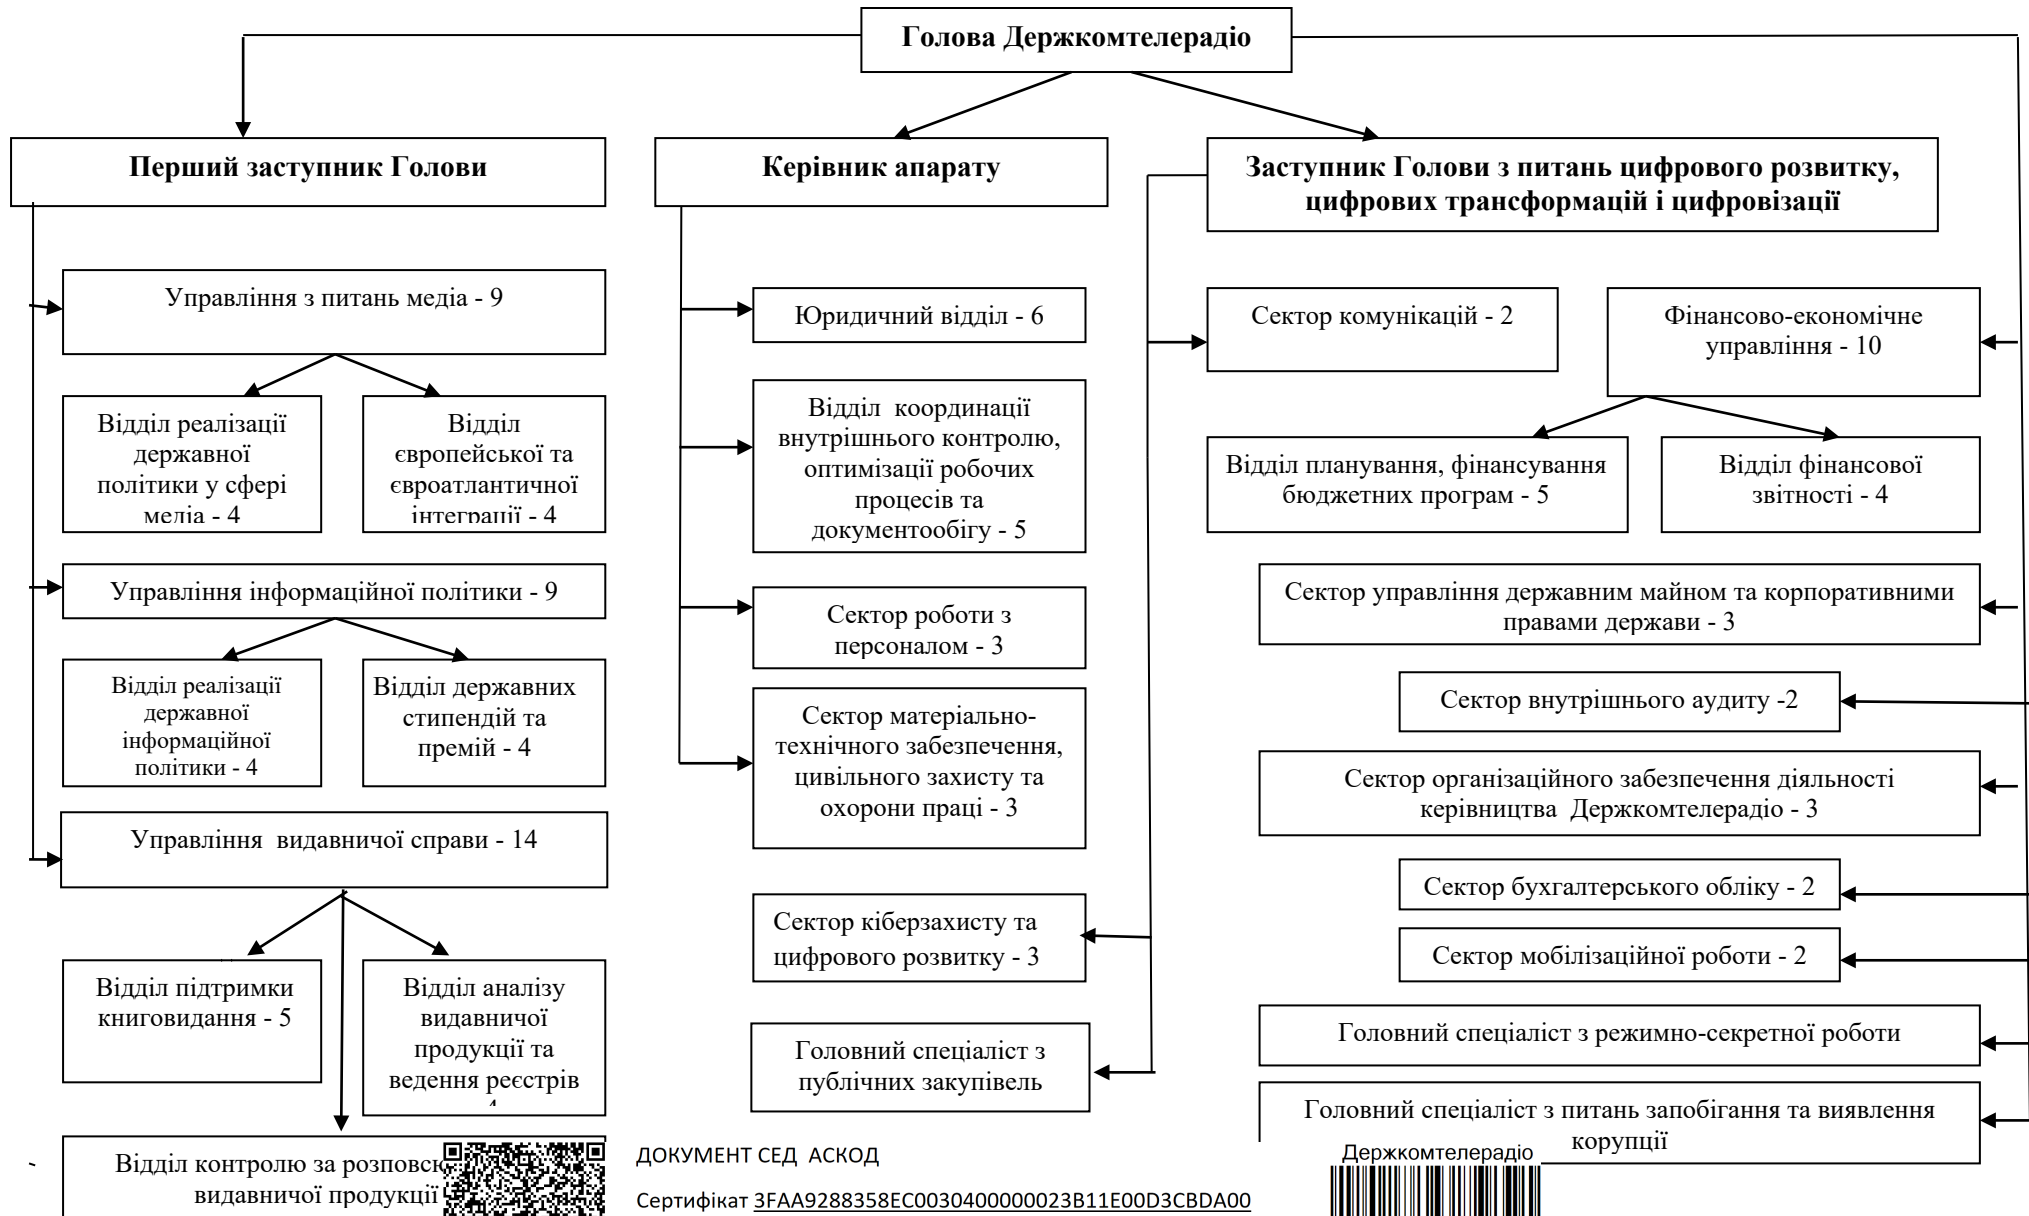 Голова Держкомтелерадіо
Перший заступник Голови
Керівник апарату
Заступник Голови з питань цифрового розвитку,
цифрових трансформацій і цифровізації
Управління з питань медіа - 9
Відділ реалізації
державної
політики у сфері
медіа - 4
Відділ
європейської та
євроатлантичної
інтеграції - 4
Управління інформаційної політики - 9
Відділ реалізації
державної
інформаційної
політики - 4
Відділ державних
стипендій та
премій - 4
Управління видавничої справи - 14
Відділ підтримки
книговидання - 5
Відділ аналізу
видавничої
продукції та
ведення реєстрів
Відділ контролю за
видавничої продукції
Юридичний відділ - 6
Відділ координації
внутрішнього контролю,
оптимізації робочих
процесів та
документообігу - 5
Сектор роботи з
персоналом - 3
Сектор матеріально-
технічного забезпечення,
цивільного захисту та
охорони праці - 3
Сектор кіберзахисту та
цифрового розвитку - 3
Головний спеціаліст з
публічних закупівель
Сектор комунікацій - 2
Фінансово-економічне
управління - 10
Відділ планування, фінансування
бюджетних програм - 5
Відділ фінансової
звітності - 4
Сектор управління державним майном та корпоративними
правами держави - 3
Сектор внутрішнього аудиту -2
Сектор організаційного забезпечення діяльності
керівництва Держкомтелерадіо - 3
Сектор бухгалтерського обліку - 2
Сектор мобілізаційної роботи - 2
Головний спеціаліст з режимно-секретної роботи
Головний спеціаліст з питань запобігання та виявлення
корупції
ДОКУМЕНТ СЕД АСКОД
Сертифікат 3FAA9288358EC0030400000023B11E00D3CBDA00
Держкомтелерадіо